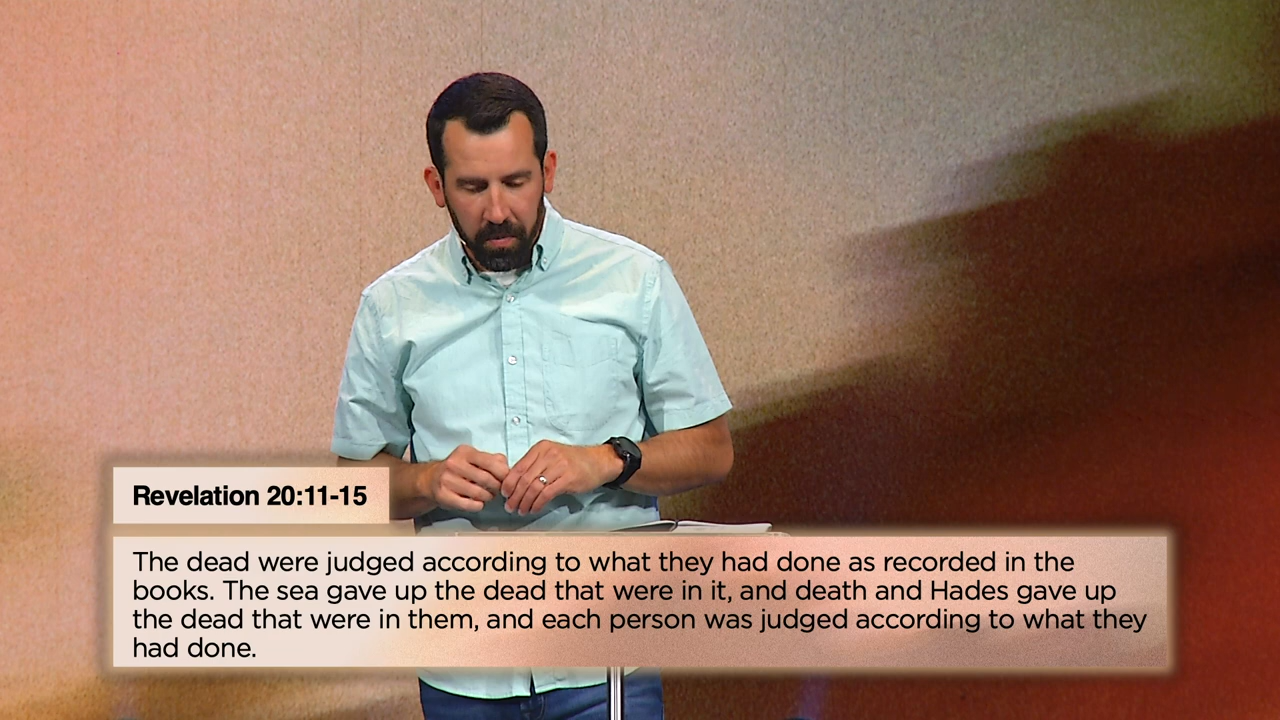 Revelation 20:11-15
The dead were judged according to what they had done as recorded in the
books. The sea gave up the dead that were in it, and death and Hades gave up
the dead that were in them, and each person was judged according to what they
had done.